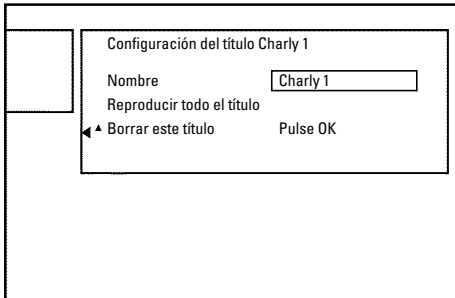 Configuración del título Charly 1
Nombre Charly 1
Reproducir todo el título
Borrar este título Pulse OK